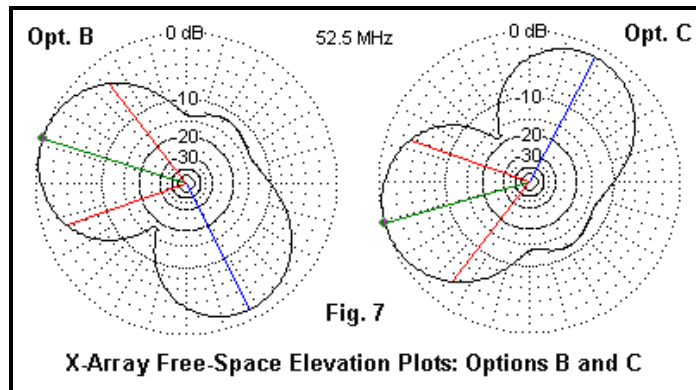 Opt. B
0 dB
52.5 MHz
0 dB
Opt. C
-10
-20
-30
-10
-20
-30
Fig. 7
X-Array Free-Space Elevation Plots: Options B and C